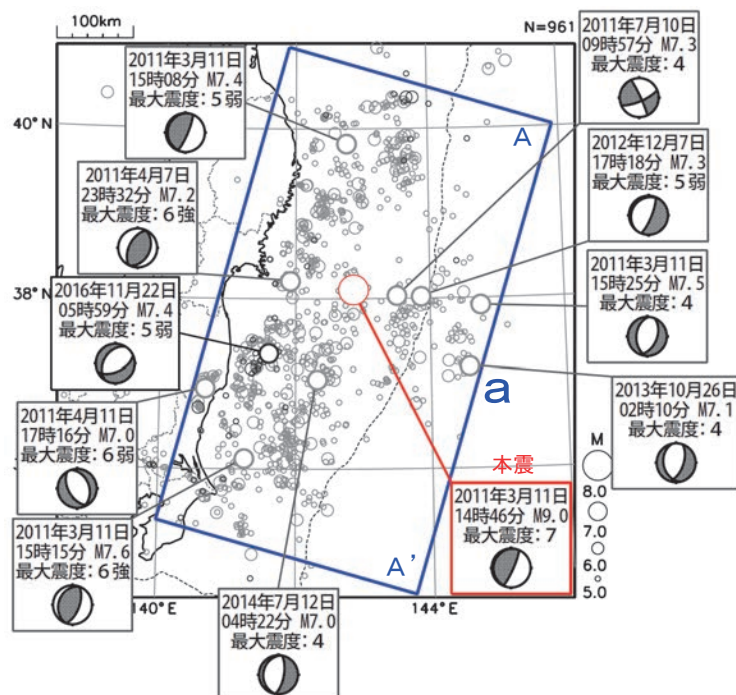 100km
N=961
2011年3月11日
15時08分 M7.4
最大震度:5弱
2011年7月10日
09時57分 M7.3
最大震度:4
40°N
A
2012年12月7日
17時18分 M7.3
最大震度:5弱
2011年4月7日
23時32分 M7.2
最大震度:6強
2011年3月11日
15時25分 M7.5
最大震度:4
38°N
2016年11月22日
05時59分 M7.4
最大震度:5弱
a
2013年10月26日
02時10分 M7.1
最大震度:4
2011年4月11日
17時16分 M7.0
最大震度:6弱
本震
2011年3月11日
14時46分 M9.0
最大震度:7
M
8.0
7.0
6.0
5.0
2011年3月11日
15時15分 M7.6
最大震度:6強
A'
140°E
144°E
2014年7月12日
04時22分 M7.0
最大震度:4